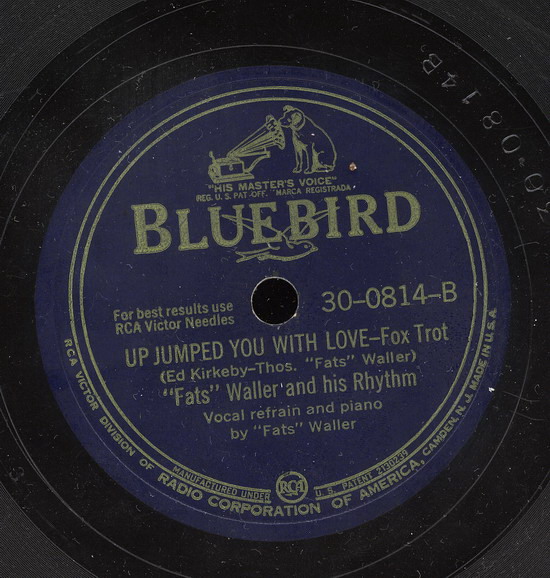 "HIS MASTER'S VOICE"
REG. U.S. PAT-OFF. MARCA REGISTRADA
BLUEBIRD
For best results use
RCA Victor Needles
30-0814-B
UP JUMPED YOU WITH LOVE-Fox Trot
(Ed Kirkeby-Thos. "Fats" Waller)
"Fats" Waller and his Rhythm
Vocal refrain and piano
by "Fats" Waller
MANUFACTURED UNDER RCA U.S. PATENT 2130239
RCA VICTOR DIVISION OF RADIO CORPORATION OF AMERICA, CAMDEN, N. J. MADE IN U.S.A.
0814B